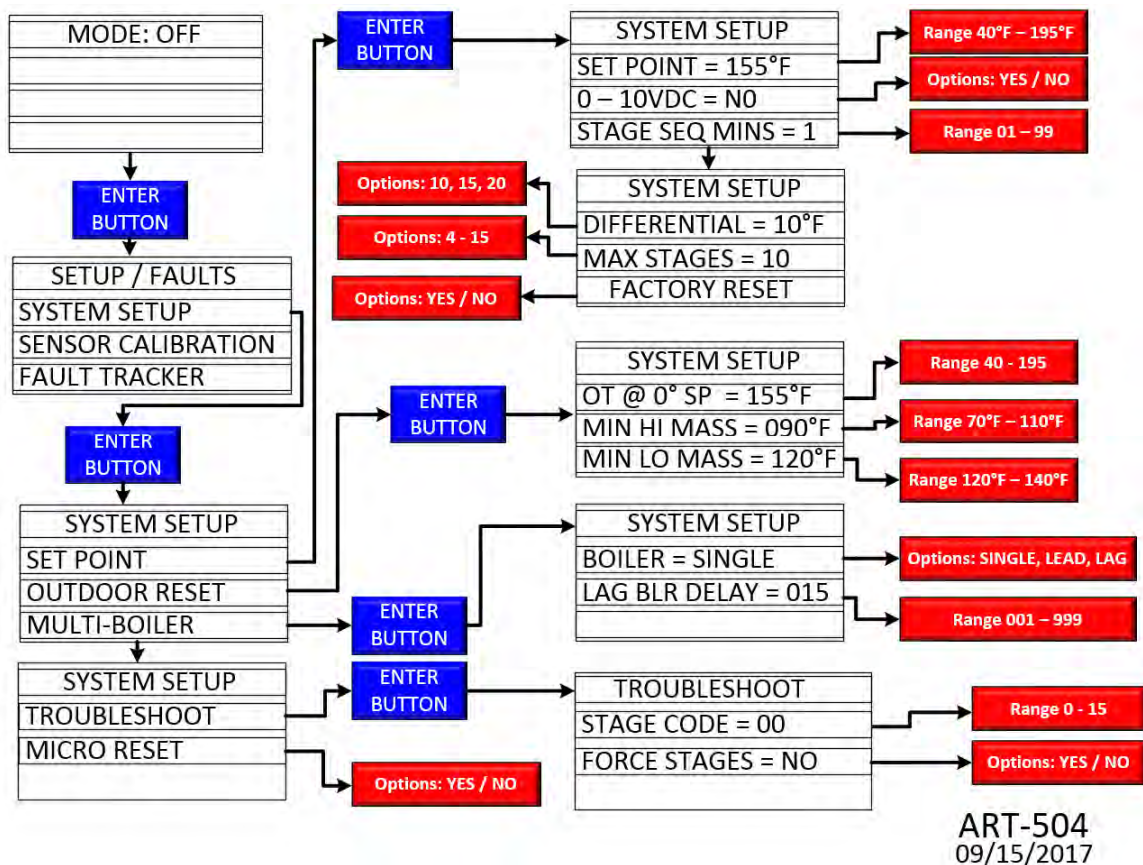 MODE: OFF
ENTER
BUTTON
SETUP / FAULTS
SYSTEM SETUP
SENSOR CALIBRATION
FAULT TRACKER
ENTER
BUTTON
SYSTEM SETUP
SET POINT
OUTDOOR RESET
MULTI-BOILER
SYSTEM SETUP
TROUBLESHOOT
MICRO RESET
Options: YES / NO
ENTER
BUTTON
SYSTEM SETUP
SET POINT = 155°F
0 – 10VDC = N0
STAGE SEQ MINS = 1
Range 40°F – 195°F
Options: YES / NO
Range 01 – 99
SYSTEM SETUP
DIFFERENTIAL = 10°F
MAX STAGES = 10
FACTORY RESET
Options: 10, 15, 20
Options: 4 - 15
Options: YES / NO
ENTER
BUTTON
SYSTEM SETUP
OT @ 0° SP = 155°F
MIN HI MASS = 090°F
MIN LO MASS = 120°F
Range 40 - 195
Range 70°F – 110°F
Range 120°F – 140°F
ENTER
BUTTON
SYSTEM SETUP
BOILER = SINGLE
LAG BLR DELAY = 015
Options: SINGLE, LEAD, LAG
Range 001 – 999
ENTER
BUTTON
TROUBLESHOOT
STAGE CODE = 00
FORCE STAGES = NO
Range 0 - 15
Options: YES / NO
ART-504
09/15/2017